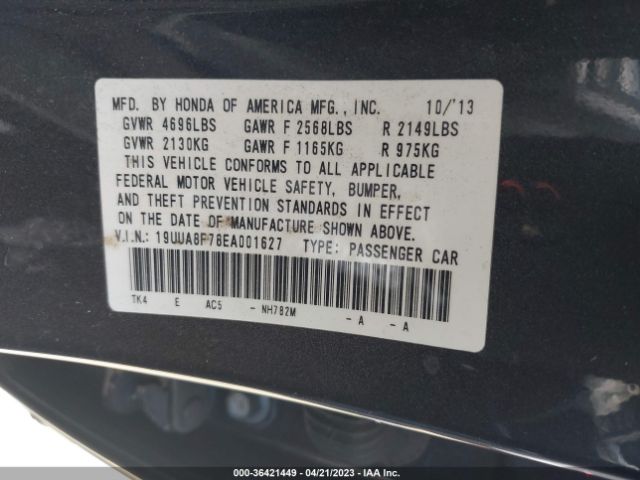 MFD. BY HONDA OF AMERICA MFG., INC. 10/'13
GVWR 4696LBS GAWR F 2568LBS R 2149LBS
GVWR 2130KG GAWR F 1165KG R 975KG
THIS VEHICLE CONFORMS TO ALL APPLICABLE
FEDERAL MOTOR VEHICLE SAFETY, BUMPER,
AND THEFT PREVENTION STANDARDS IN EFFECT
ON THE DATE OF MANUFACTURE SHOWN ABOVE.
V.I.N.: 19UUA8F78EA001627 TYPE: PASSENGER CAR
TK4 E AC5 - NH782M - A - A
000-36421449 - 04/21/2023 - IAA Inc.